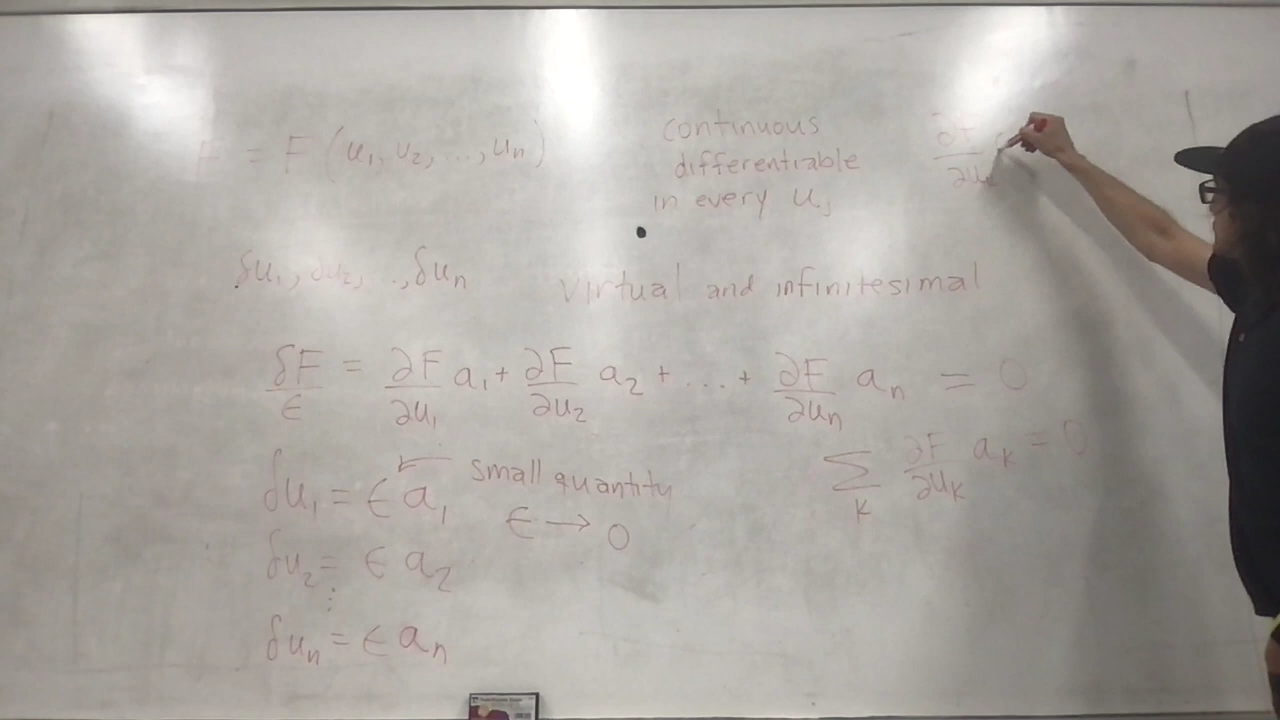 F = F(u₁, u₂, ..., uₙ)
continuous
differentiable
in every uⱼ
∂F/∂uₖ
δu₁, δu₂, ..., δuₙ
virtual and infinitesimal
δF/ϵ = ∂F/∂u₁ a₁ + ∂F/∂u₂ a₂ + ... + ∂F/∂uₙ aₙ = 0
∑ₖ ∂F/∂uₖ aₖ = 0
δu₁ = ϵ a₁
small quantity
ϵ → 0
δu₂ = ϵ a₂
⋮
δuₙ = ϵ aₙ